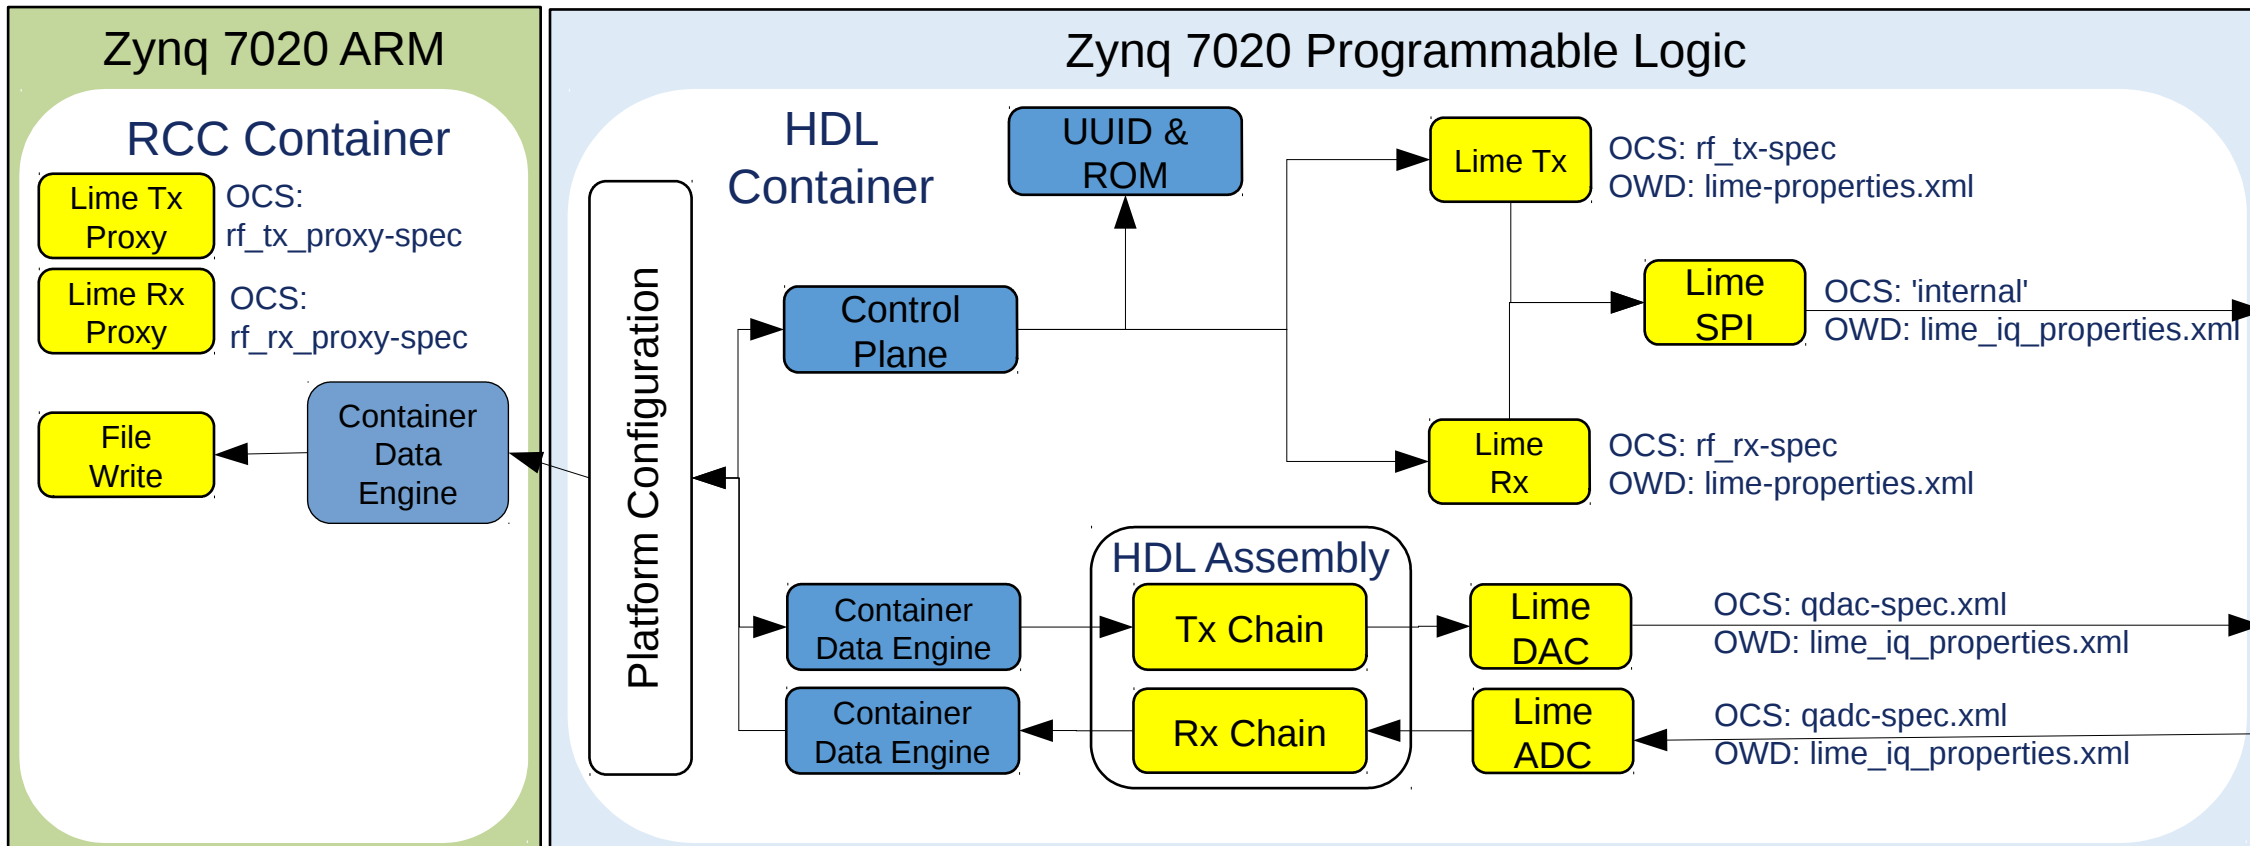 Zynq 7020 ARM
RCC Container
Lime Tx
Proxy
OCS:
rf_tx_proxy-spec
Lime Rx
Proxy
OCS:
rf_rx_proxy-spec
File
Write
Container
Data
Engine
Zynq 7020 Programmable Logic
HDL
Container
Platform Configuration
UUID &
ROM
Control
Plane
Lime Tx
OCS: rf_tx-spec
OWD: lime-properties.xml
Lime
SPI
OCS: 'internal'
OWD: lime_iq_properties.xml
Lime
Rx
OCS: rf_rx-spec
OWD: lime-properties.xml
HDL Assembly
Container
Data Engine
Tx Chain
Lime
DAC
OCS: qdac-spec.xml
OWD: lime_iq_properties.xml
Container
Data Engine
Rx Chain
Lime
ADC
OCS: qadc-spec.xml
OWD: lime_iq_properties.xml